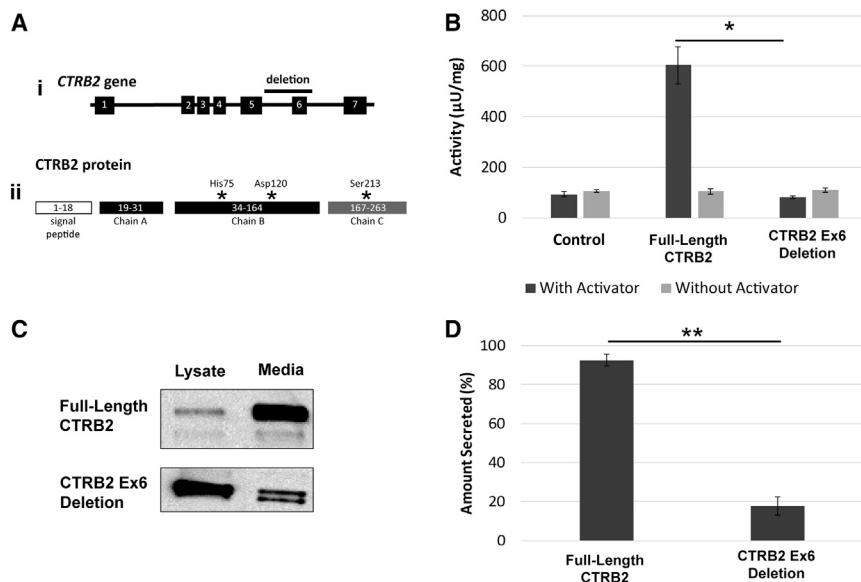 A
i
CTRB2 gene
deletion
1 2 3 4 5 6 7
CTRB2 protein
ii
His75 Asp120 Ser213
* * *
1-18 19-31 34-164 167-263
signal peptide
Chain A Chain B Chain C
B
Activity (μU/mg)
800
600
400
200
0
*
Control
Full-Length
CTRB2
CTRB2 Ex6
Deletion
With Activator Without Activator
C
Lysate Media
Full-Length
CTRB2
CTRB2 Ex6
Deletion
D
Amount Secreted (%)
100
80
60
40
20
0
**
Full-Length
CTRB2
CTRB2 Ex6
Deletion